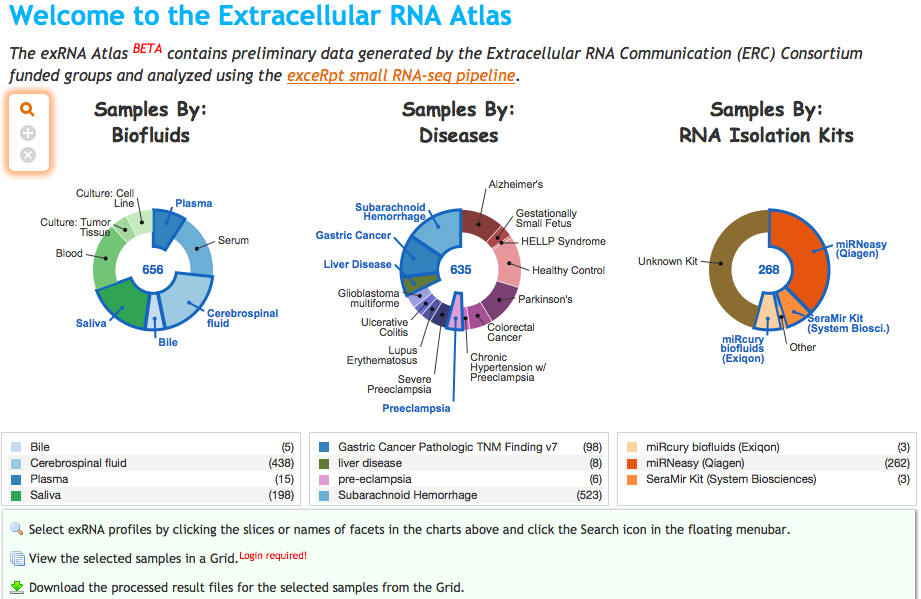 Welcome to the Extracellular RNA Atlas
The exRNA Atlas BETA contains preliminary data generated by the Extracellular RNA Communication (ERC) Consortium
funded groups and analyzed using the exceRpt small RNA-seq pipeline.
Samples By:
Biofluids
Culture: Cell
Line
Plasma
Culture: Tumor
Tissue
Serum
Blood
656
Saliva
Cerebrospinal
fluid
Bile
Samples By:
Diseases
Alzheimer's
Subarachnoid
Hemorrhage
Gestationally
Small Fetus
Gastric Cancer
HELLP Syndrome
Liver Disease
635
Healthy Control
Glioblastoma
multiforme
Parkinson's
Ulcerative
Colitis
Colorectal
Cancer
Lupus
Erythematosus
Chronic
Hypertension w/
Preeclampsia
Severe
Preeclampsia
Preeclampsia
Samples By:
RNA Isolation Kits
miRNeasy
(Qiagen)
Unknown Kit
268
SeraMir Kit
(System Biosci.)
miRcury
biofluids
(Exiqon)
Other
Bile (5)
Cerebrospinal fluid (438)
Plasma (15)
Saliva (198)
Gastric Cancer Pathologic TNM Finding v7 (98)
liver disease (8)
pre-eclampsia (6)
Subarachnoid Hemorrhage (523)
miRcury biofluids (Exiqon) (3)
miRNeasy (Qiagen) (262)
SeraMir Kit (System Biosciences) (3)
Select exRNA profiles by clicking the slices or names of facets in the charts above and click the Search icon in the floating menubar.
View the selected samples in a Grid. Login required!
Download the processed result files for the selected samples from the Grid.